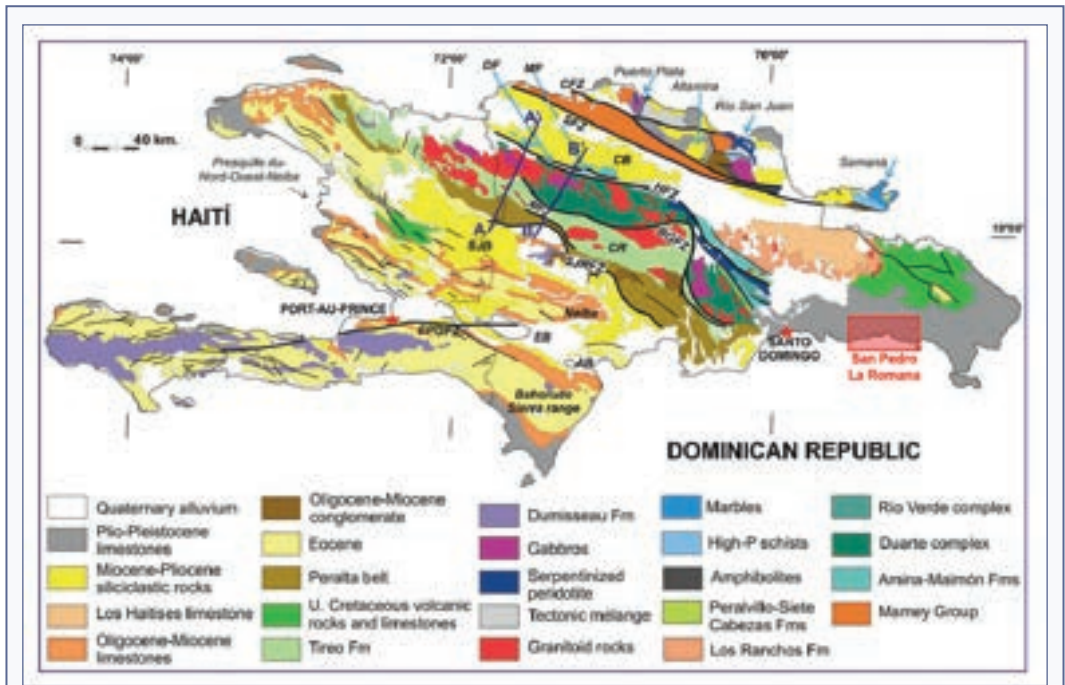 74°00'
72°00'
70°00'
DF
MF
CFZ
Puerto Plata
Altamira
Río San Juan
0 40 km.
A'
SFZ
B'
CB
Samaná
Presquile Au-
Nord-Ouest-Neiba
HFZ
HAITÍ
19°00'
A
B
SJB
BGFZ
CR
SJRFZ
PORT-AU-PRINCE
Neiba
EPGFZ
EB
SANTO
DOMINGO
AB
San Pedro
La Romana
Bahoruco
Sierra range
DOMINICAN REPUBLIC
Quaternary alluvium
Plio-Pleistocene
limestones
Miocene-Pliocene
siliciclastic rocks
Los Haitises limestone
Oligocene-Miocene
limestones
Oligocene-Miocene
conglomerate
Eocene
Peralta belt
U. Cretaceous volcanic
rocks and limestones
Tireo Fm
Dumisseau Fm
Gabbros
Serpentinized
peridotite
Tectonic mélange
Granitoid rocks
Marbles
High-P schists
Amphibolites
Peralvillo-Siete
Cabezas Fms
Los Ranchos Fm
Rio Verde complex
Duarte complex
Amina-Maimón Fms
Mamey Group